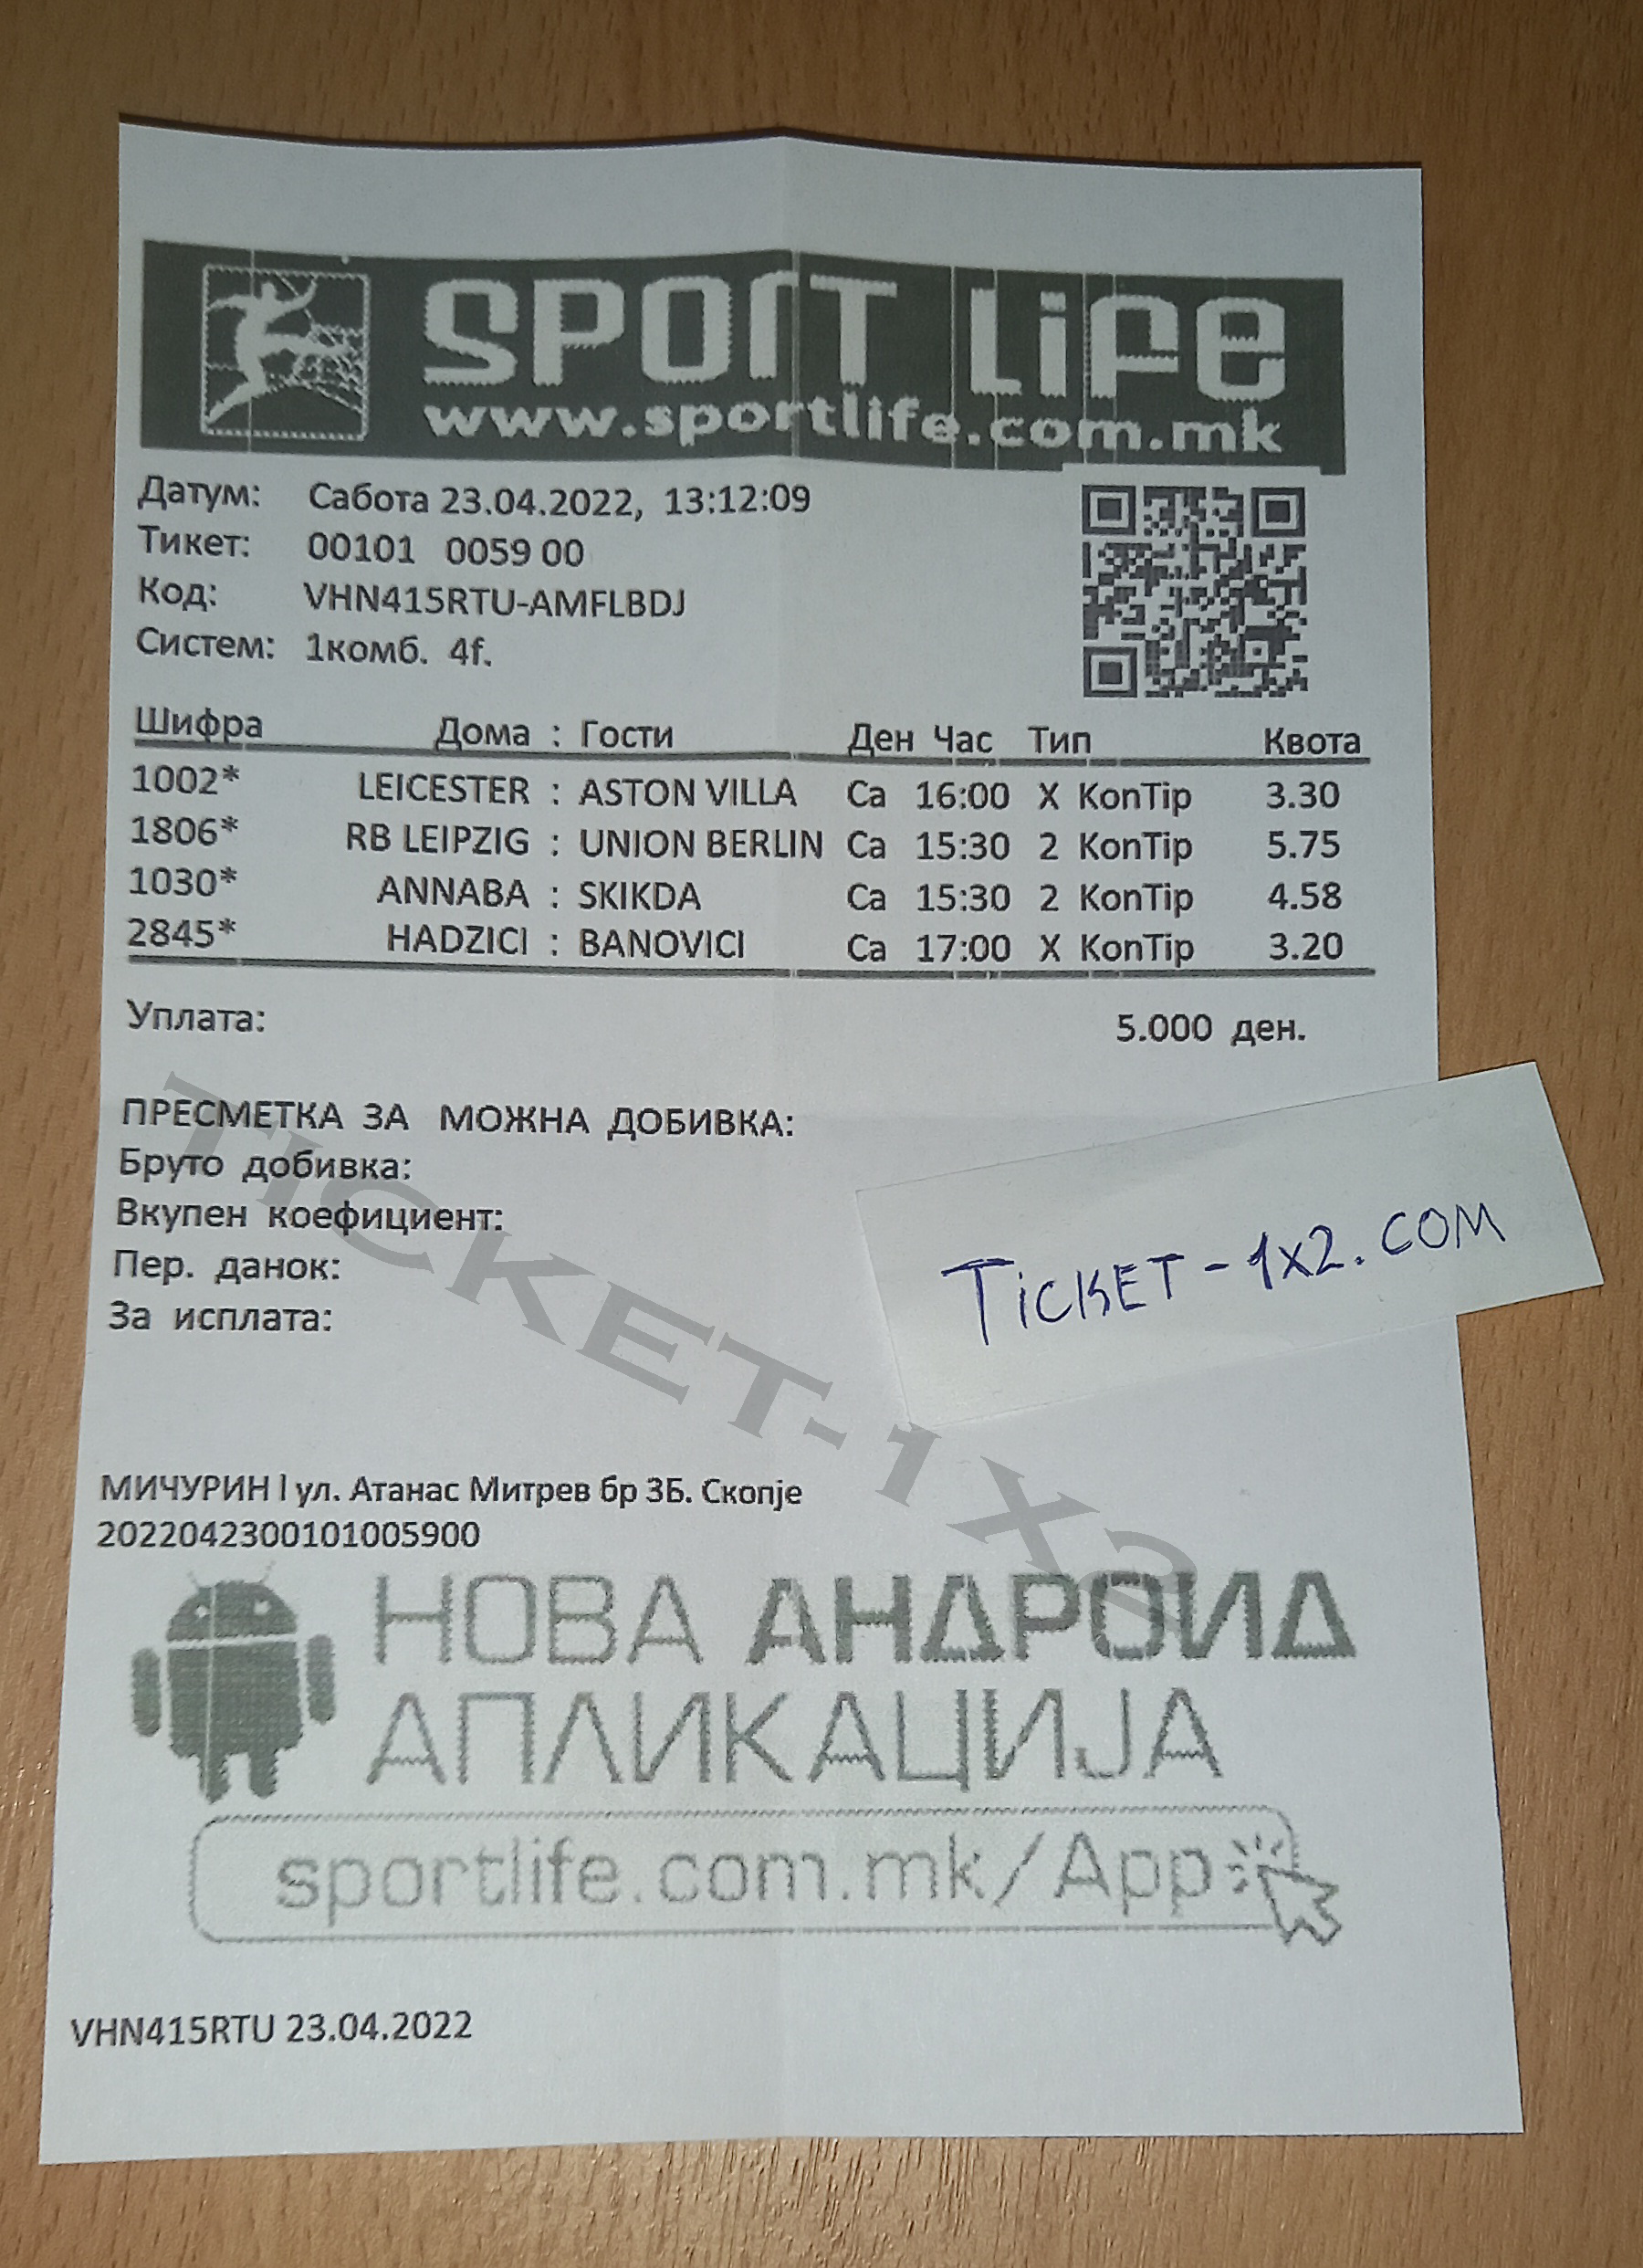 SPORT LIFE
www.sportlife.com.mk
Датум: Сабота 23.04.2022, 13:12:09
Тикет: 00101 0059 00
Код: VHN415RTU-AMFLBDJ
Систем: 1комб. 4f.
Шифра Дома : Гости Ден Час Тип Квота
1002* LEICESTER : ASTON VILLA Са 16:00 X KonTip 3.30
1806* RB LEIPZIG : UNION BERLIN Са 15:30 2 KonTip 5.75
1030* ANNABA : SKIKDA Са 15:30 2 KonTip 4.58
2845* HADZICI : BANOVICI Са 17:00 X KonTip 3.20
Уплата: 5.000 ден.
ПРЕСМЕТКА ЗА МОЖНА ДОБИВКА:
Бруто добивка:
Вкупен коефициент:
Пер. данок:
За исплата:
TICKET-1X2.COM
TICKET-1X2
МИЧУРИН l ул. Атанас Митрев бр 3Б. Скопје
2022042300101005900
НОВА АНДРОИД
АПЛИКАЦИЈА
sportlife.com.mk/App
VHN415RTU 23.04.2022